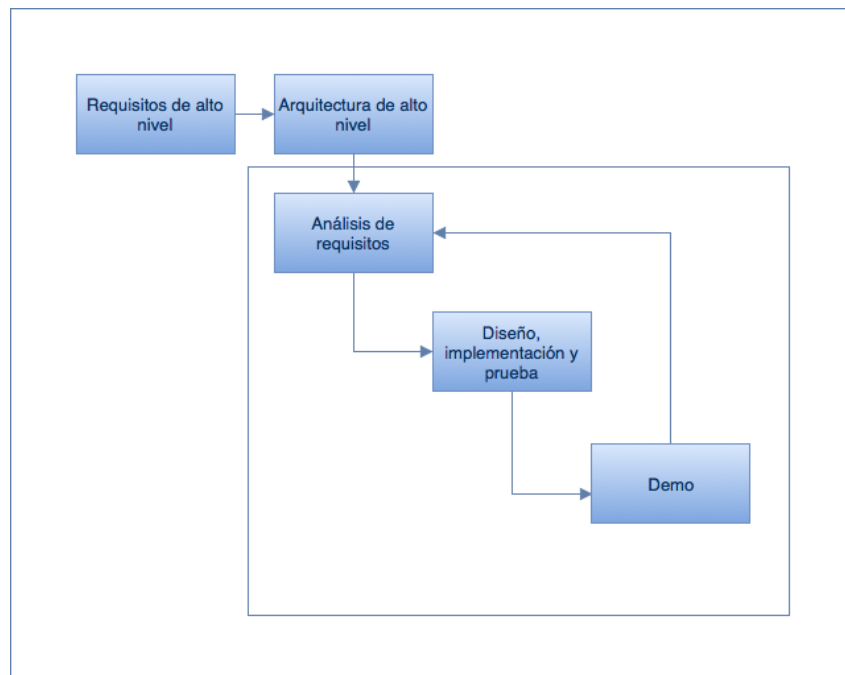 Requisitos de alto
nivel
Arquitectura de alto
nivel
Análisis de
requisitos
Diseño,
implementación y
prueba
Demo